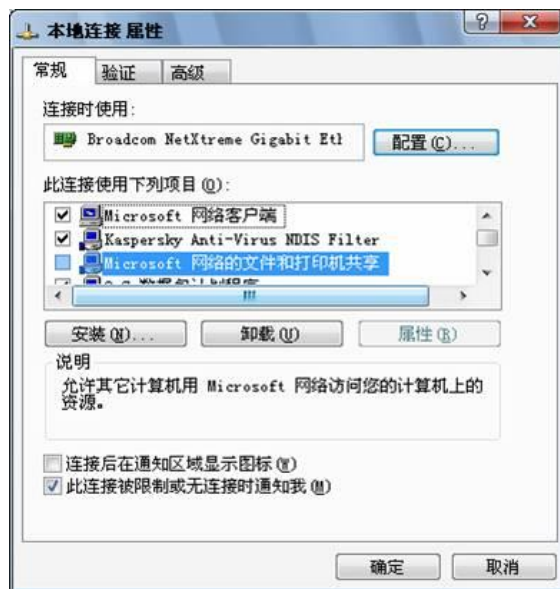 本地连接 属性
常规 验证 高级
连接时使用:
Broadcom NetXtreme Gigabit Etl
配置(C)...
此连接使用下列项目(O):
Microsoft 网络客户端
Kaspersky Anti-Virus NDIS Filter
Microsoft 网络的文件和打印机共享
安装(N)... 卸载(U) 属性(R)
说明
允许其它计算机用 Microsoft 网络访问您的计算机上的
资源。
连接后在通知区域显示图标(W)
此连接被限制或无连接时通知我(M)
确定 取消